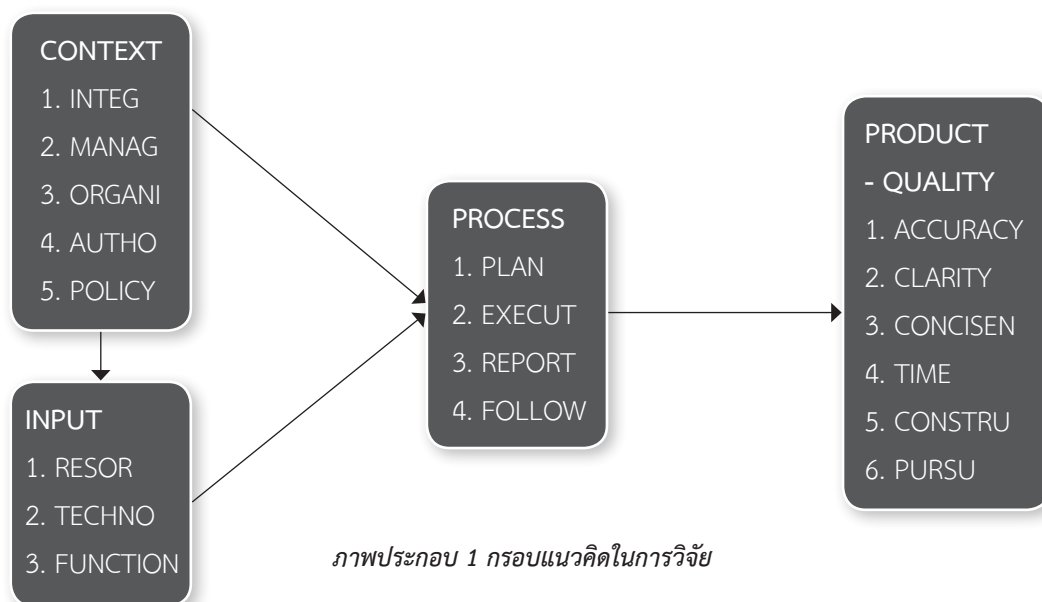 CONTEXT
1. INTEG
2. MANAG
3. ORGANI
4. AUTHO
5. POLICY
INPUT
1. RESOR
2. TECHNO
3. FUNCTION
PROCESS
1. PLAN
2. EXECUT
3. REPORT
4. FOLLOW
PRODUCT
- QUALITY
1. ACCURACY
2. CLARITY
3. CONCISEN
4. TIME
5. CONSTRU
6. PURSU
ภาพประกอบ 1 กรอบแนวคิดในการวิจัย